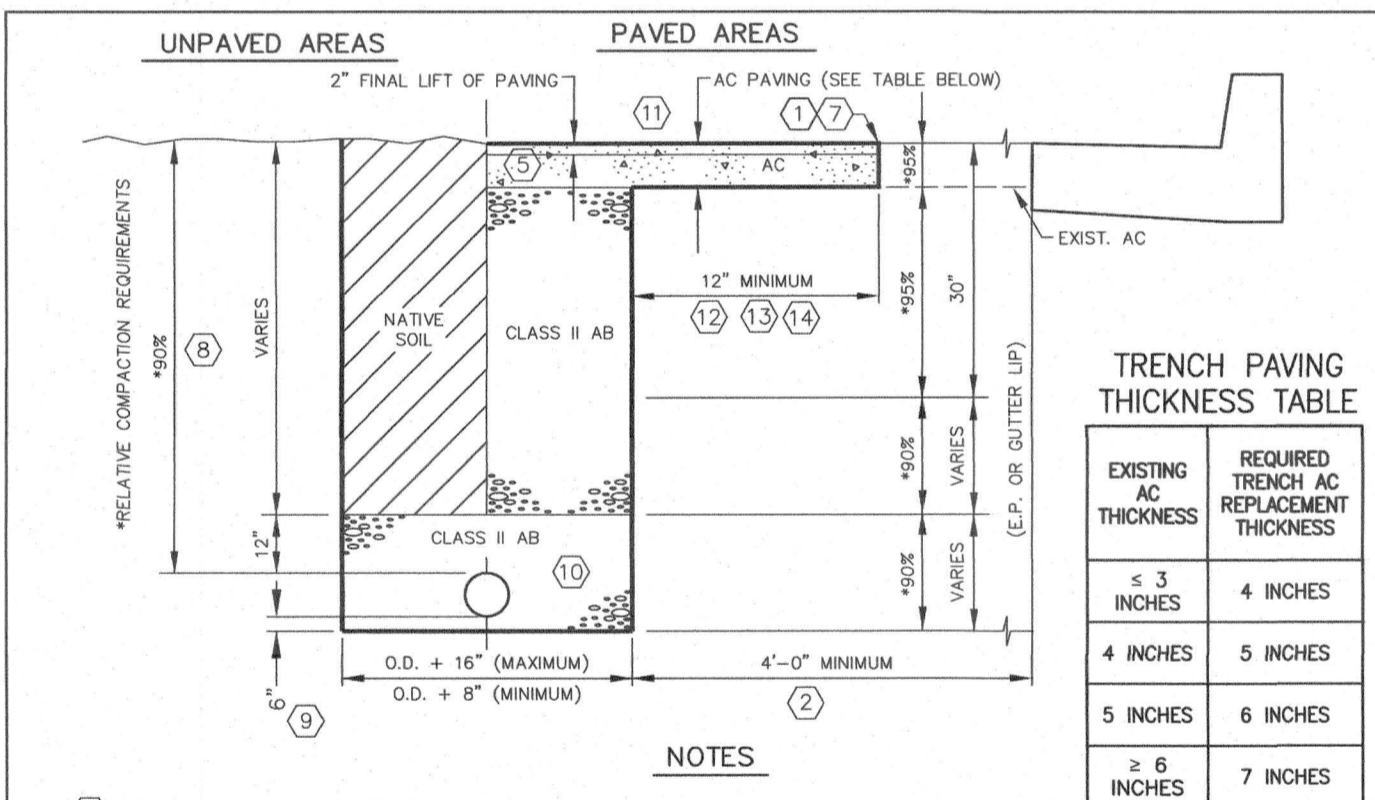 UNPAVED AREAS
PAVED AREAS
2" FINAL LIFT OF PAVING
AC PAVING (SEE TABLE BELOW)
11
1
7
5
AC
*95%
EXIST. AC
*RELATIVE COMPACTION REQUIREMENTS
*90%
8
VARIES
NATIVE
SOIL
CLASS II AB
12" MINIMUM
12
13
14
*95%
30"
*90%
VARIES
(E.P. OR GUTTER LIP)
12"
CLASS II AB
10
*90%
VARIES
6"
9
O.D. + 16" (MAXIMUM)
O.D. + 8" (MINIMUM)
4'-0" MINIMUM
2
TRENCH PAVING
THICKNESS TABLE
EXISTING
AC
THICKNESS
REQUIRED
TRENCH AC
REPLACEMENT
THICKNESS
≤ 3
INCHES
4 INCHES
4 INCHES
5 INCHES
5 INCHES
6 INCHES
≥ 6
INCHES
7 INCHES
NOTES